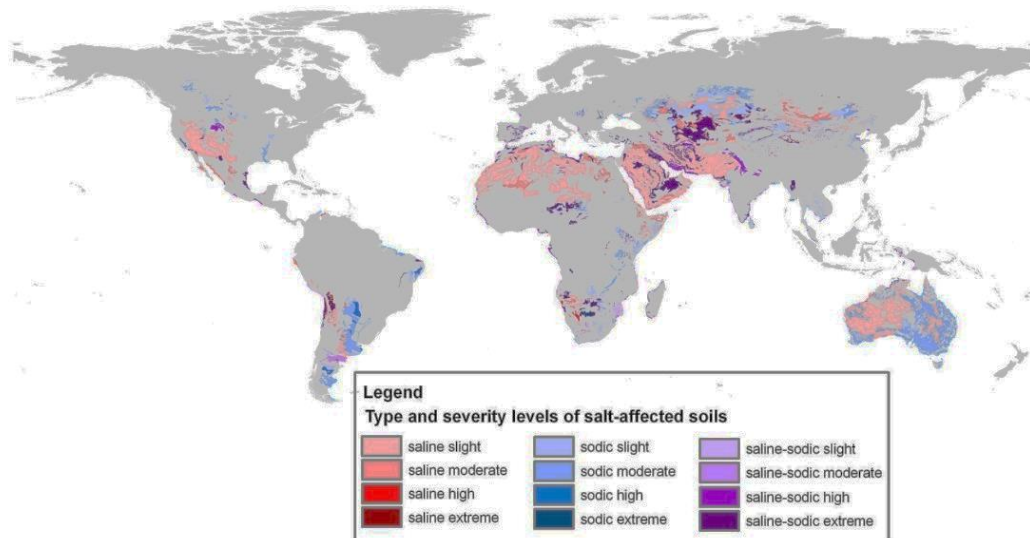 Legend
Type and severity levels of salt-affected soils
saline slight
saline moderate
saline high
saline extreme
sodic slight
sodic moderate
sodic high
sodic extreme
saline-sodic slight
saline-sodic moderate
saline-sodic high
saline-sodic extreme